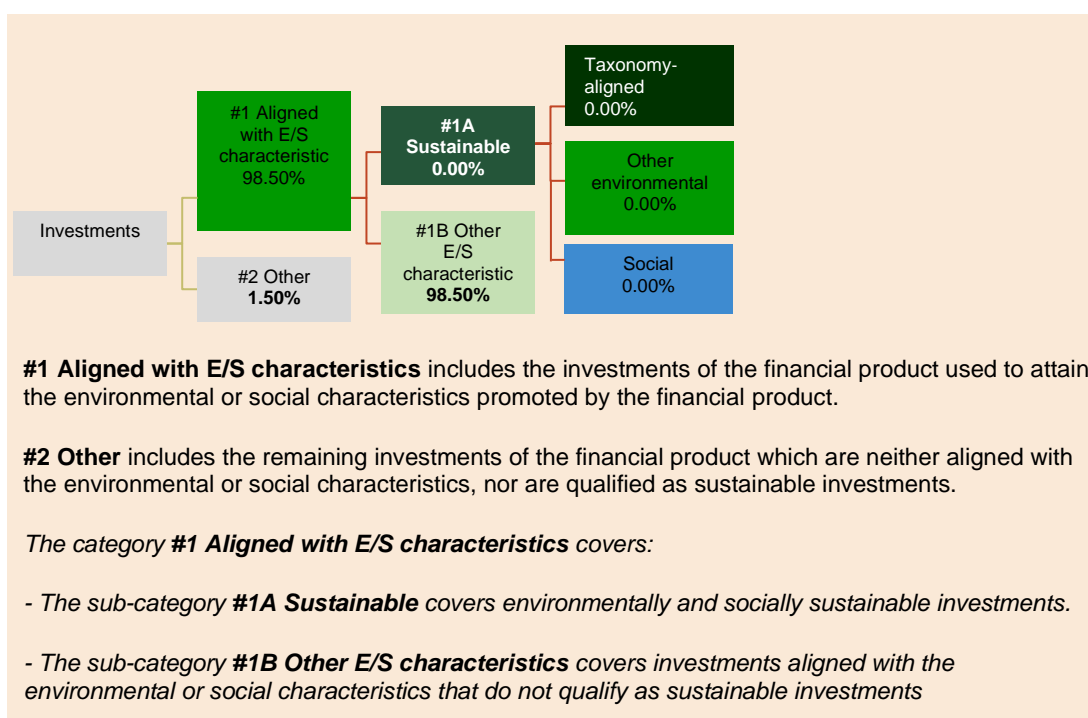 Investments
#1 Aligned
with E/S
characteristic
98.50%
#2 Other
1.50%
#1A
Sustainable
0.00%
#1B Other
E/S
characteristic
98.50%
Taxonomy-
aligned
0.00%
Other
environmental
0.00%
Social
0.00%
#1 Aligned with E/S characteristics includes the investments of the financial product used to attain
the environmental or social characteristics promoted by the financial product.
#2 Other includes the remaining investments of the financial product which are neither aligned with
the environmental or social characteristics, nor are qualified as sustainable investments.
The category #1 Aligned with E/S characteristics covers:
- The sub-category #1A Sustainable covers environmentally and socially sustainable investments.
- The sub-category #1B Other E/S characteristics covers investments aligned with the
environmental or social characteristics that do not qualify as sustainable investments